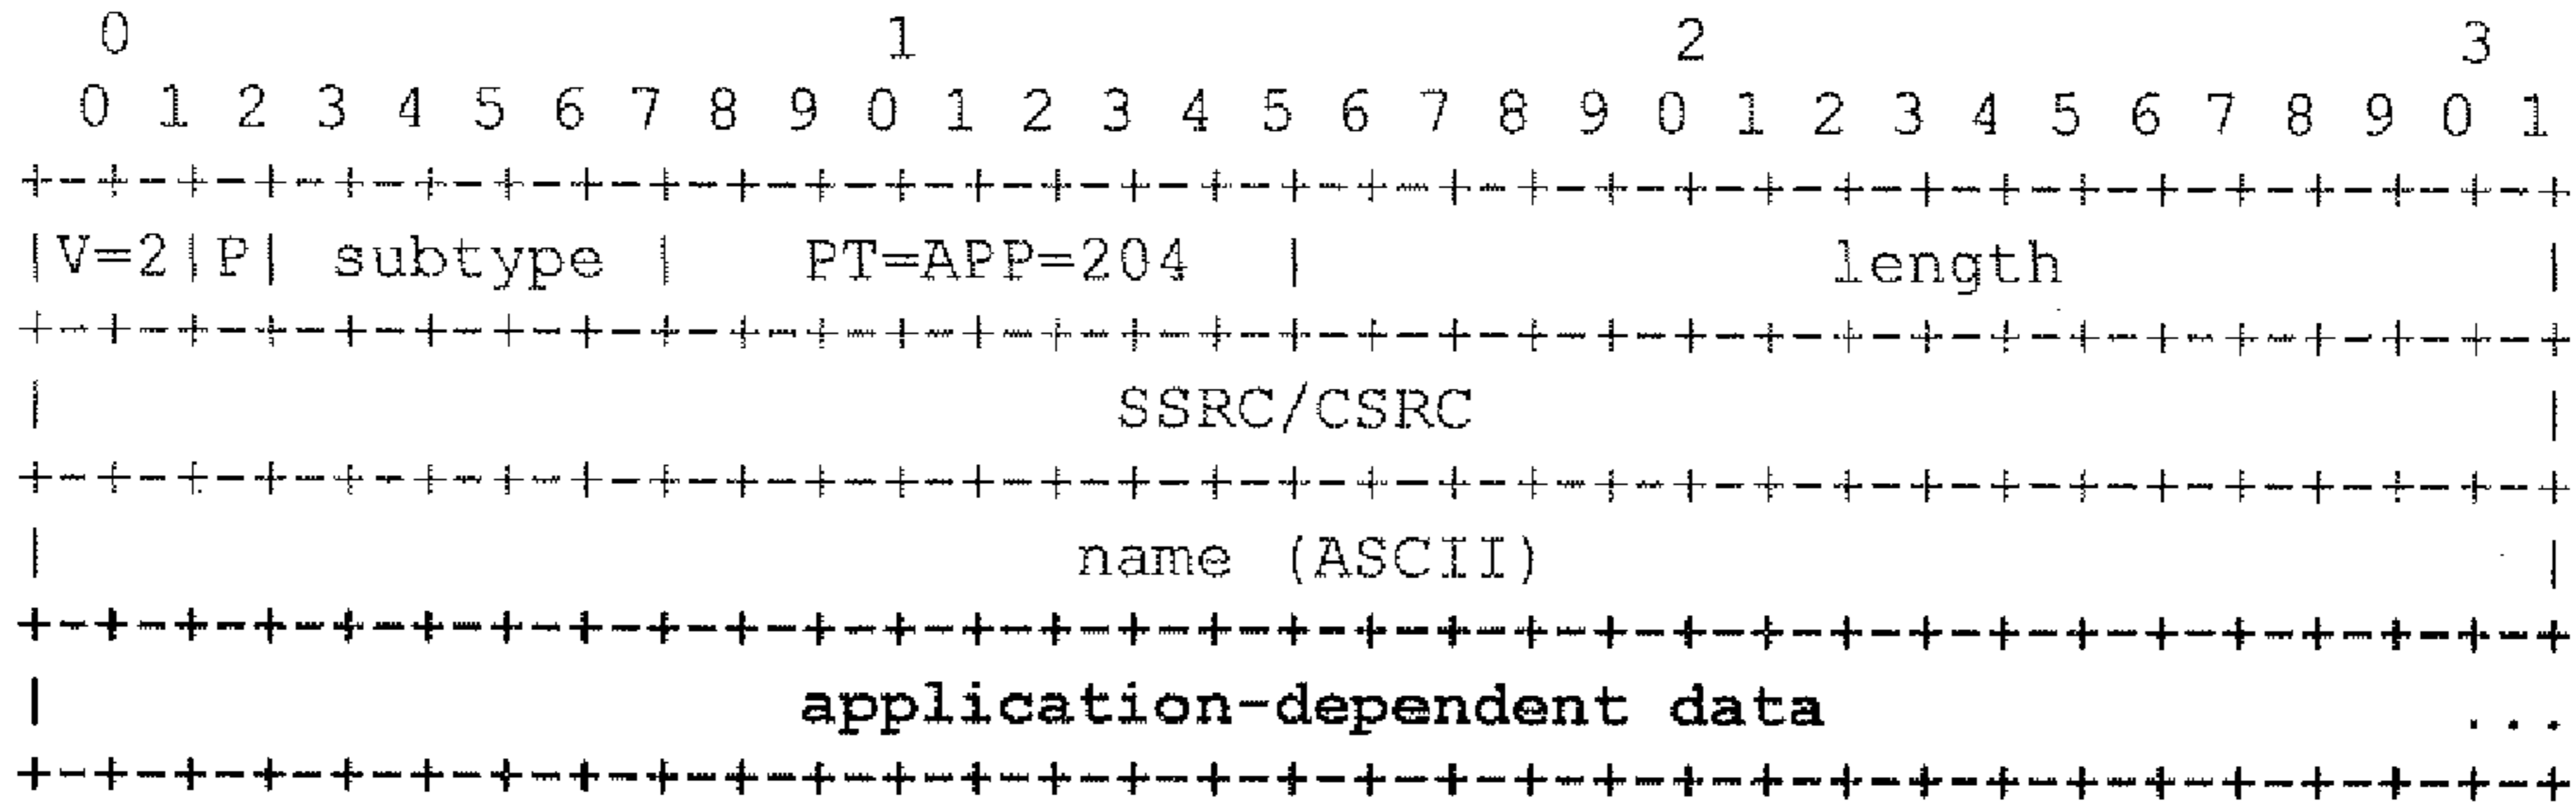 0                   1                   2                   3
 0 1 2 3 4 5 6 7 8 9 0 1 2 3 4 5 6 7 8 9 0 1 2 3 4 5 6 7 8 9 0 1
+-+-+-+-+-+-+-+-+-+-+-+-+-+-+-+-+-+-+-+-+-+-+-+-+-+-+-+-+-+-+-+-+
|V=2|P| subtype |   PT=APP=204  |             length            |
+-+-+-+-+-+-+-+-+-+-+-+-+-+-+-+-+-+-+-+-+-+-+-+-+-+-+-+-+-+-+-+-+
|                           SSRC/CSRC                           |
+-+-+-+-+-+-+-+-+-+-+-+-+-+-+-+-+-+-+-+-+-+-+-+-+-+-+-+-+-+-+-+-+
|                          name (ASCII)                         |
+-+-+-+-+-+-+-+-+-+-+-+-+-+-+-+-+-+-+-+-+-+-+-+-+-+-+-+-+-+-+-+-+
|                   application-dependent data                ...
+-+-+-+-+-+-+-+-+-+-+-+-+-+-+-+-+-+-+-+-+-+-+-+-+-+-+-+-+-+-+-+-+